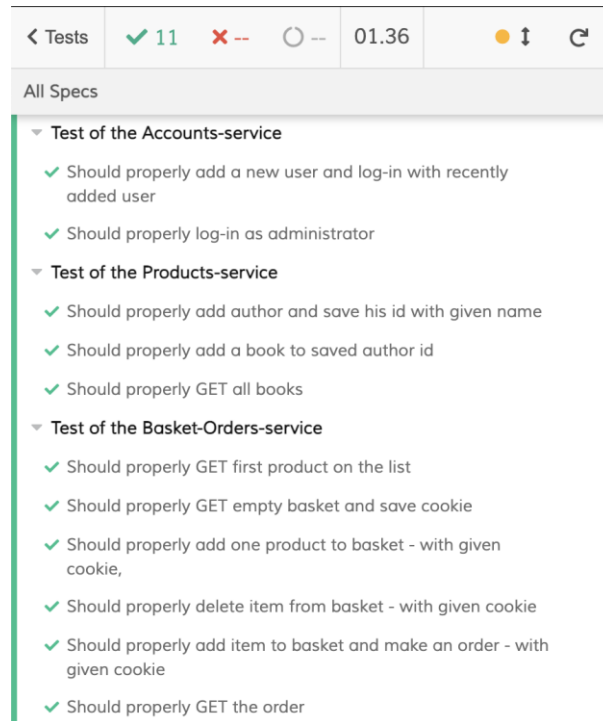 Tests 11 -- -- 01.36
All Specs
Test of the Accounts-service
Should properly add a new user and log-in with recently
added user
Should properly log-in as administrator
Test of the Products-service
Should properly add author and save his id with given name
Should properly add a book to saved author id
Should properly GET all books
Test of the Basket-Orders-service
Should properly GET first product on the list
Should properly GET empty basket and save cookie
Should properly add one product to basket - with given
cookie,
Should properly delete item from basket - with given cookie
Should properly add item to basket and make an order - with
given cookie
Should properly GET the order